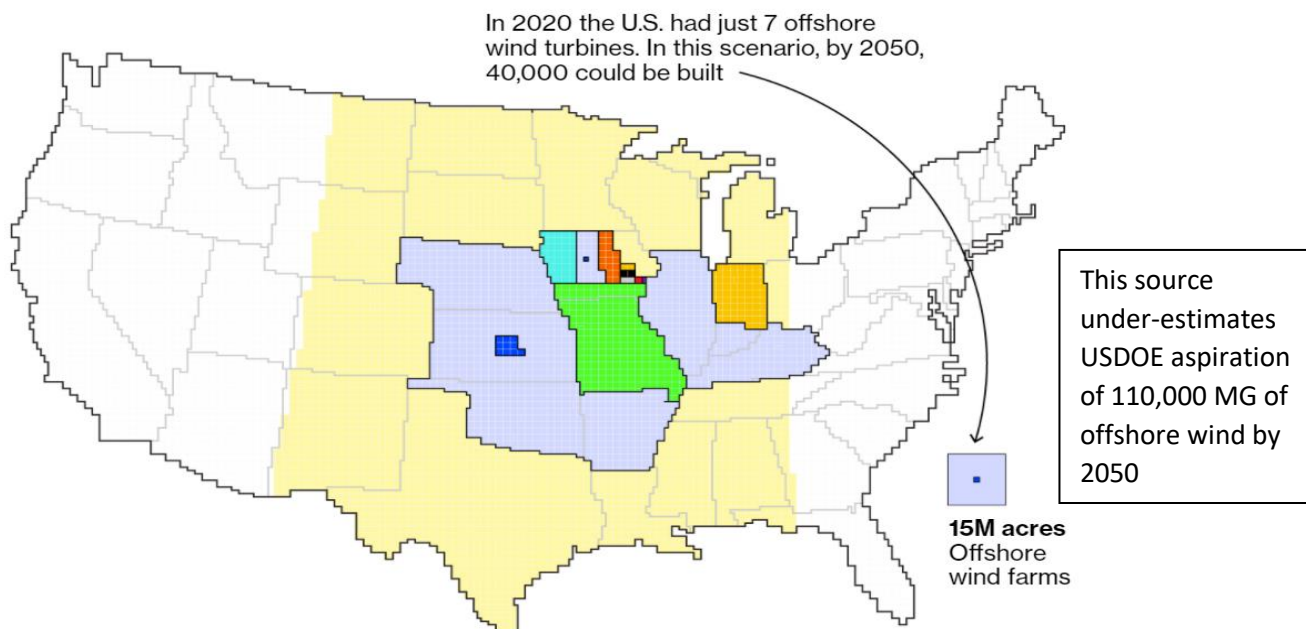 In 2020 the U.S. had just 7 offshore
wind turbines. In this scenario, by 2050,
40,000 could be built
This source
under-estimates
USDOE aspiration
of 110,000 MG of
offshore wind by
2050
15M acres
Offshore
wind farms